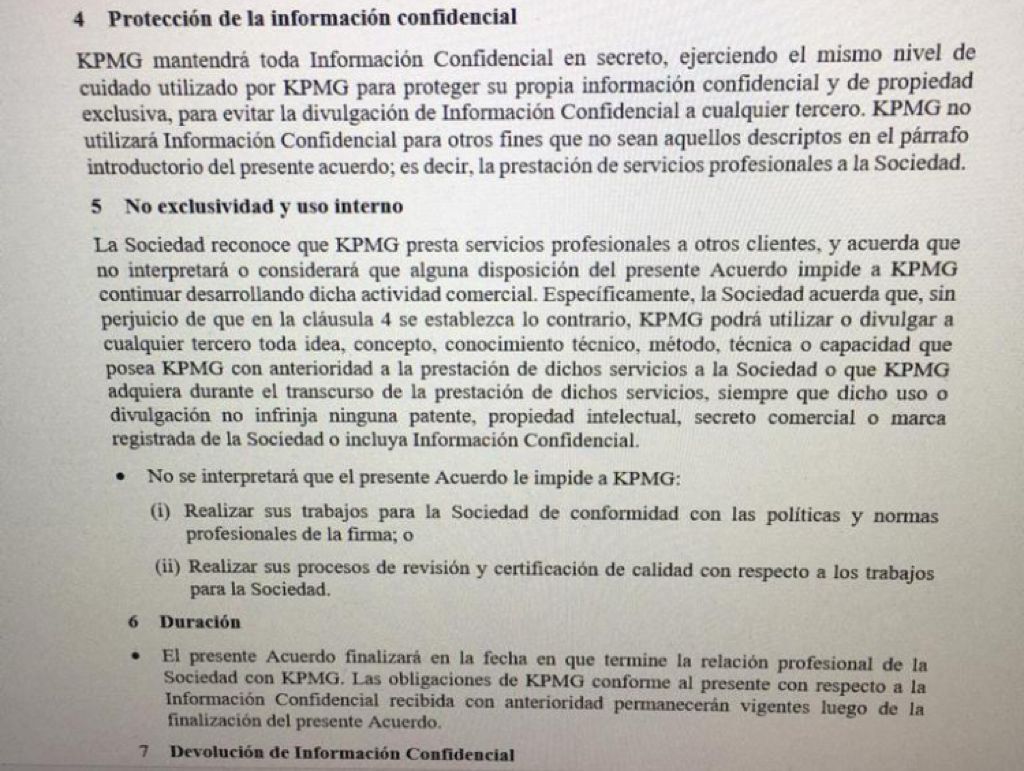 4 Protección de la información confidencial
KPMG mantendrá toda Información Confidencial en secreto, ejerciendo el mismo nivel de
cuidado utilizado por KPMG para proteger su propia información confidencial y de propiedad
exclusiva, para evitar la divulgación de Información Confidencial a cualquier tercero. KPMG no
utilizará Información Confidencial para otros fines que no sean aquellos descriptos en el párrafo
introductorio del presente acuerdo; es decir, la prestación de servicios profesionales a la Sociedad.
5 No exclusividad y uso interno
La Sociedad reconoce que KPMG presta servicios profesionales a otros clientes, y acuerda que
no interpretará o considerará que alguna disposición del presente Acuerdo impide a KPMG
continuar desarrollando dicha actividad comercial. Específicamente, la Sociedad acuerda que, sin
perjuicio de que en la cláusula 4 se establezca lo contrario, KPMG podrá utilizar o divulgar a
cualquier tercero toda idea, concepto, conocimiento técnico, método, técnica o capacidad que
posea KPMG con anterioridad a la prestación de dichos servicios a la Sociedad o que KPMG
adquiera durante el transcurso de la prestación de dichos servicios, siempre que dicho uso o
divulgación no infrinja ninguna patente, propiedad intelectual, secreto comercial o marca
registrada de la Sociedad o incluya Información Confidencial.
• No se interpretará que el presente Acuerdo le impide a KPMG:
(i) Realizar sus trabajos para la Sociedad de conformidad con las políticas y normas
profesionales de la firma; o
(ii) Realizar sus procesos de revisión y certificación de calidad con respecto a los trabajos
para la Sociedad.
6 Duración
• El presente Acuerdo finalizará en la fecha en que termine la relación profesional de la
Sociedad con KPMG. Las obligaciones de KPMG conforme al presente con respecto a la
Información Confidencial recibida con anterioridad permanecerán vigentes luego de la
finalización del presente Acuerdo.
7 Devolución de Información Confidencial